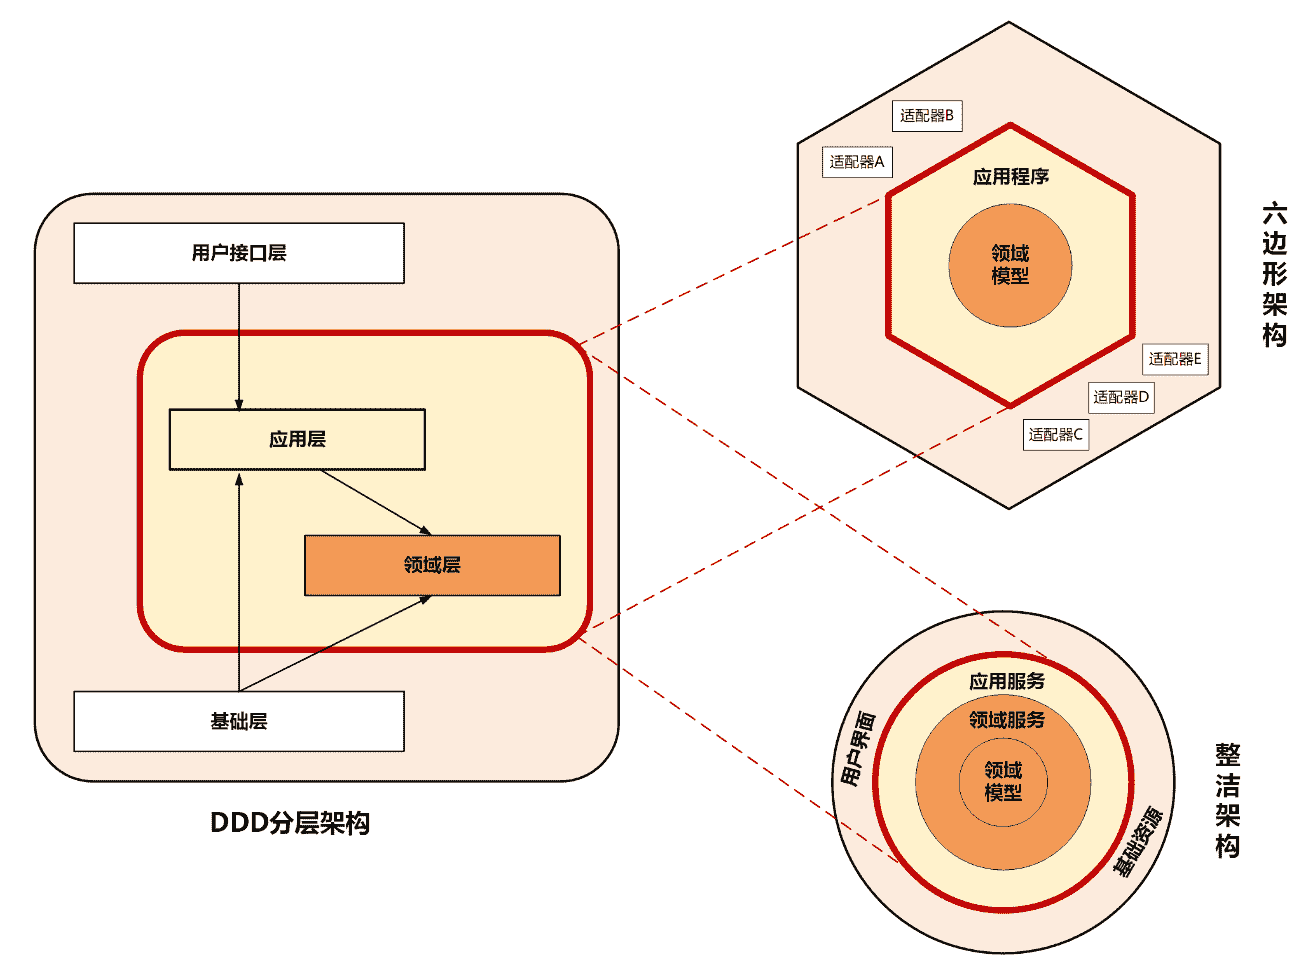 用户接口层
应用层
领域层
基础层
DDD分层架构
适配器B
适配器A
应用程序
领域
模型
适配器E
适配器D
适配器C
六边形架构
应用服务
领域服务
领域
模型
用户界面
基础资源
整洁架构